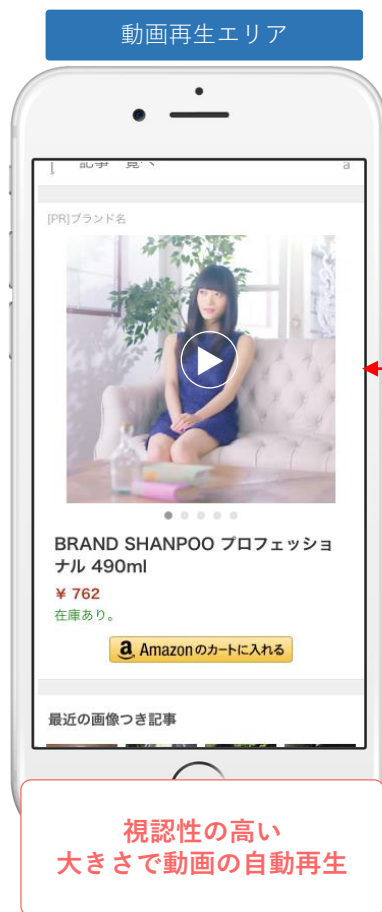 動画再生エリア
[PR]ブランド名
BRAND SHANPOO プロフェッショ
ナル 490ml
¥ 762
在庫あり。
a Amazonのカートに入れる
最近の画像つき記事
視認性の高い
大きさで動画の自動再生